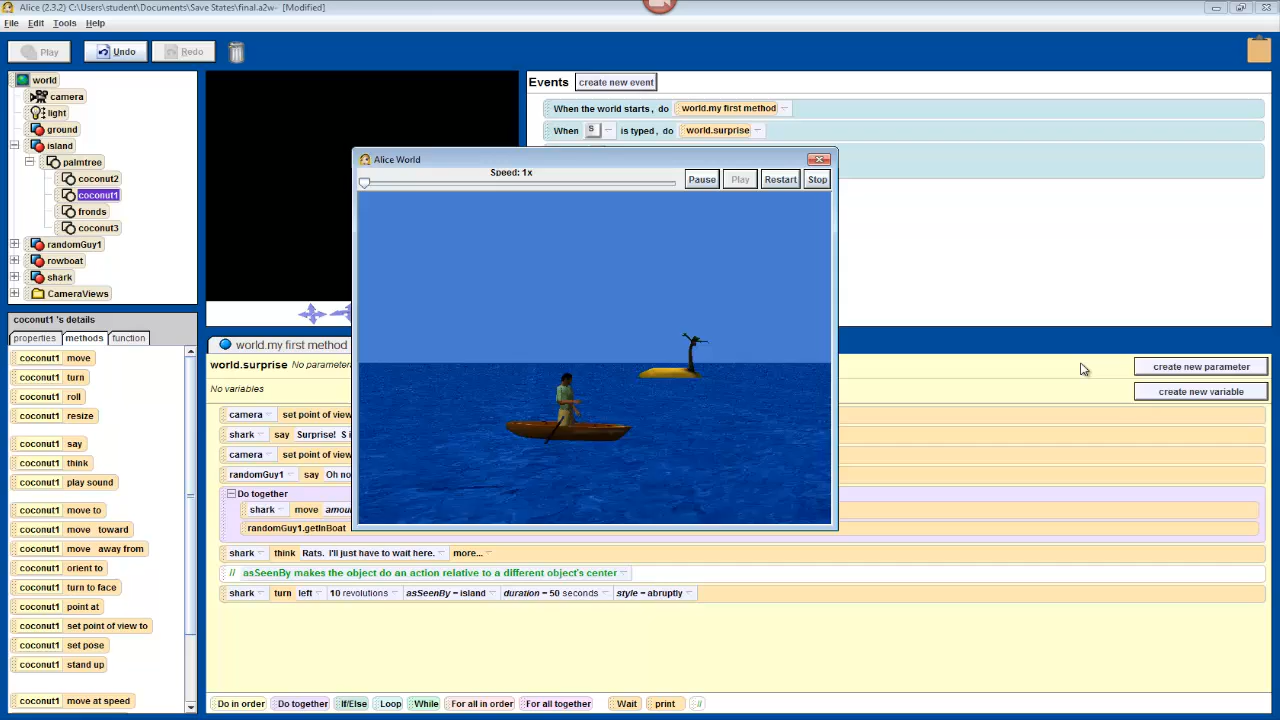 Alice (2.3.2) C:\Users\student\Documents\Save States\final.a2w- [Modified]
File Edit Tools Help
Play Undo Redo
world
camera
light
ground
island
palmtree
coconut2
coconut1
fronds
coconut3
randomGuy1
rowboat
shark
CameraViews
Events create new event
When the world starts, do world.my first method
When S is typed, do world.surprise
Alice World
Speed: 1x
Pause Play Restart Stop
coconut1 's details
properties methods function
coconut1 move
coconut1 turn
coconut1 roll
coconut1 resize
coconut1 say
coconut1 think
coconut1 play sound
coconut1 move to
coconut1 move toward
coconut1 move away from
coconut1 orient to
coconut1 turn to face
coconut1 point at
coconut1 set point of view to
coconut1 set pose
coconut1 stand up
coconut1 move at speed
world.my first method
world.surprise No parameters
create new parameter
No variables
create new variable
camera set point of view
shark say Surprise! S i
camera set point of view
randomGuy1 say Oh no
Do together
shark move amou
randomGuy1.getInBoat
shark think Rats. I'll just have to wait here. more...
// asSeenBy makes the object do an action relative to a different object's center
shark turn left 10 revolutions asSeenBy = island duration = 50 seconds style = abruptly
Do in order Do together If/Else Loop While For all in order For all together Wait print //